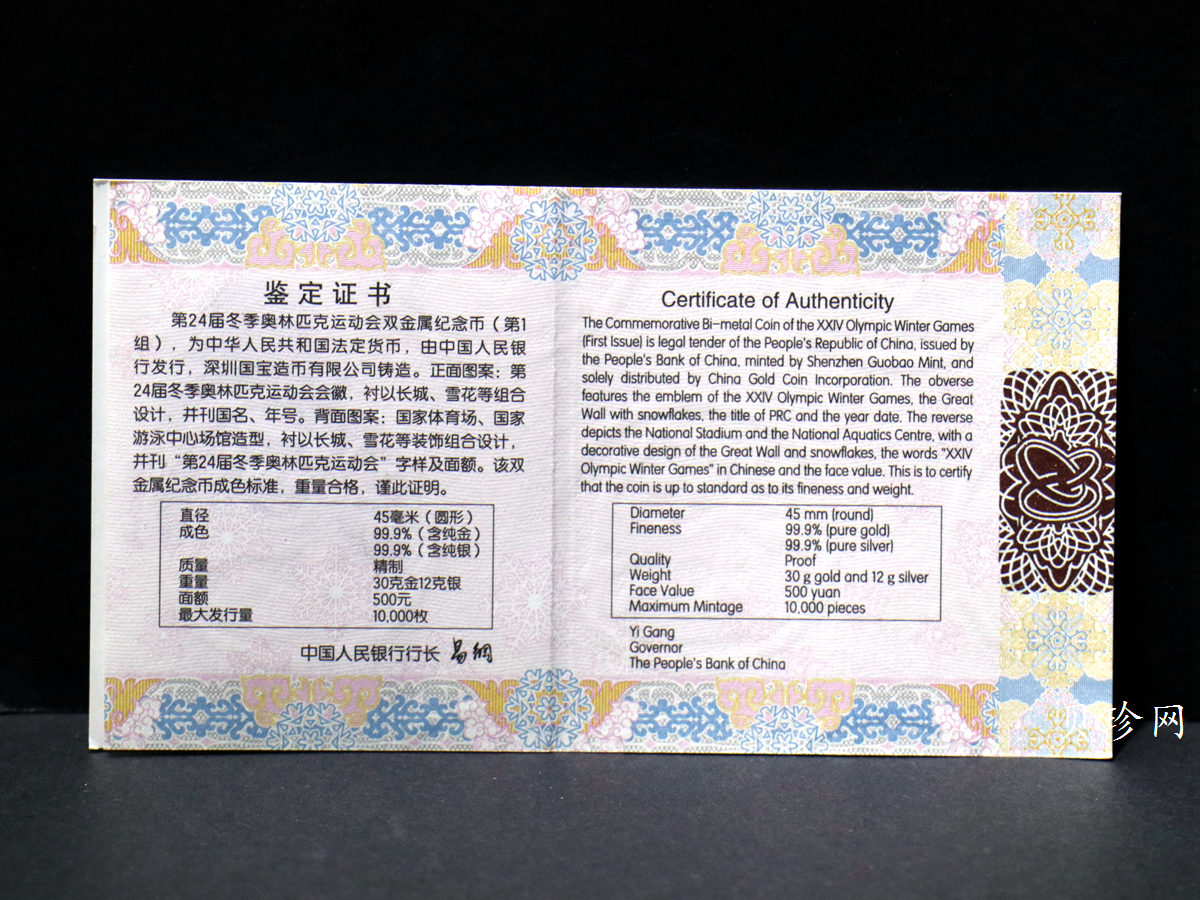 鉴定证书
第24届冬季奥林匹克运动会双金属纪念币（第1
组），为中华人民共和国法定货币，由中国人民银
行发行，深圳国宝造币有限公司铸造。正面图案：第
24届冬季奥林匹克运动会会徽，衬以长城、雪花等组合
设计，并刊国名、年号。背面图案：国家体育场、国家
游泳中心场馆造型，衬以长城、雪花等装饰组合设计，
并刊“第24届冬季奥林匹克运动会”字样及面额。该双
金属纪念币成色标准，重量合格，谨此证明。
直径 45毫米（圆形）
成色 99.9%（含纯金）
99.9%（含纯银）
质量 精制
重量 30克金12克银
面额 500元
最大发行量 10,000枚
中国人民银行行长 易纲
Certificate of Authenticity
The Commemorative Bi-metal Coin of the XXIV Olympic Winter Games
(First Issue) is legal tender of the People's Republic of China, issued by
the People's Bank of China, minted by Shenzhen Guobao Mint, and
solely distributed by China Gold Coin Incorporation. The obverse
features the emblem of the XXIV Olympic Winter Games, the Great
Wall with snowflakes, the title of PRC and the year date. The reverse
depicts the National Stadium and the National Aquatics Centre, with a
decorative design of the Great Wall and snowflakes, the words "XXIV
Olympic Winter Games" in Chinese and the face value. This is to certify
that the coin is up to standard as to its fineness and weight.
Diameter 45 mm (round)
Fineness 99.9% (pure gold)
99.9% (pure silver)
Quality Proof
Weight 30 g gold and 12 g silver
Face Value 500 yuan
Maximum Mintage 10,000 pieces
Yi Gang
Governor
The People's Bank of China
珍网